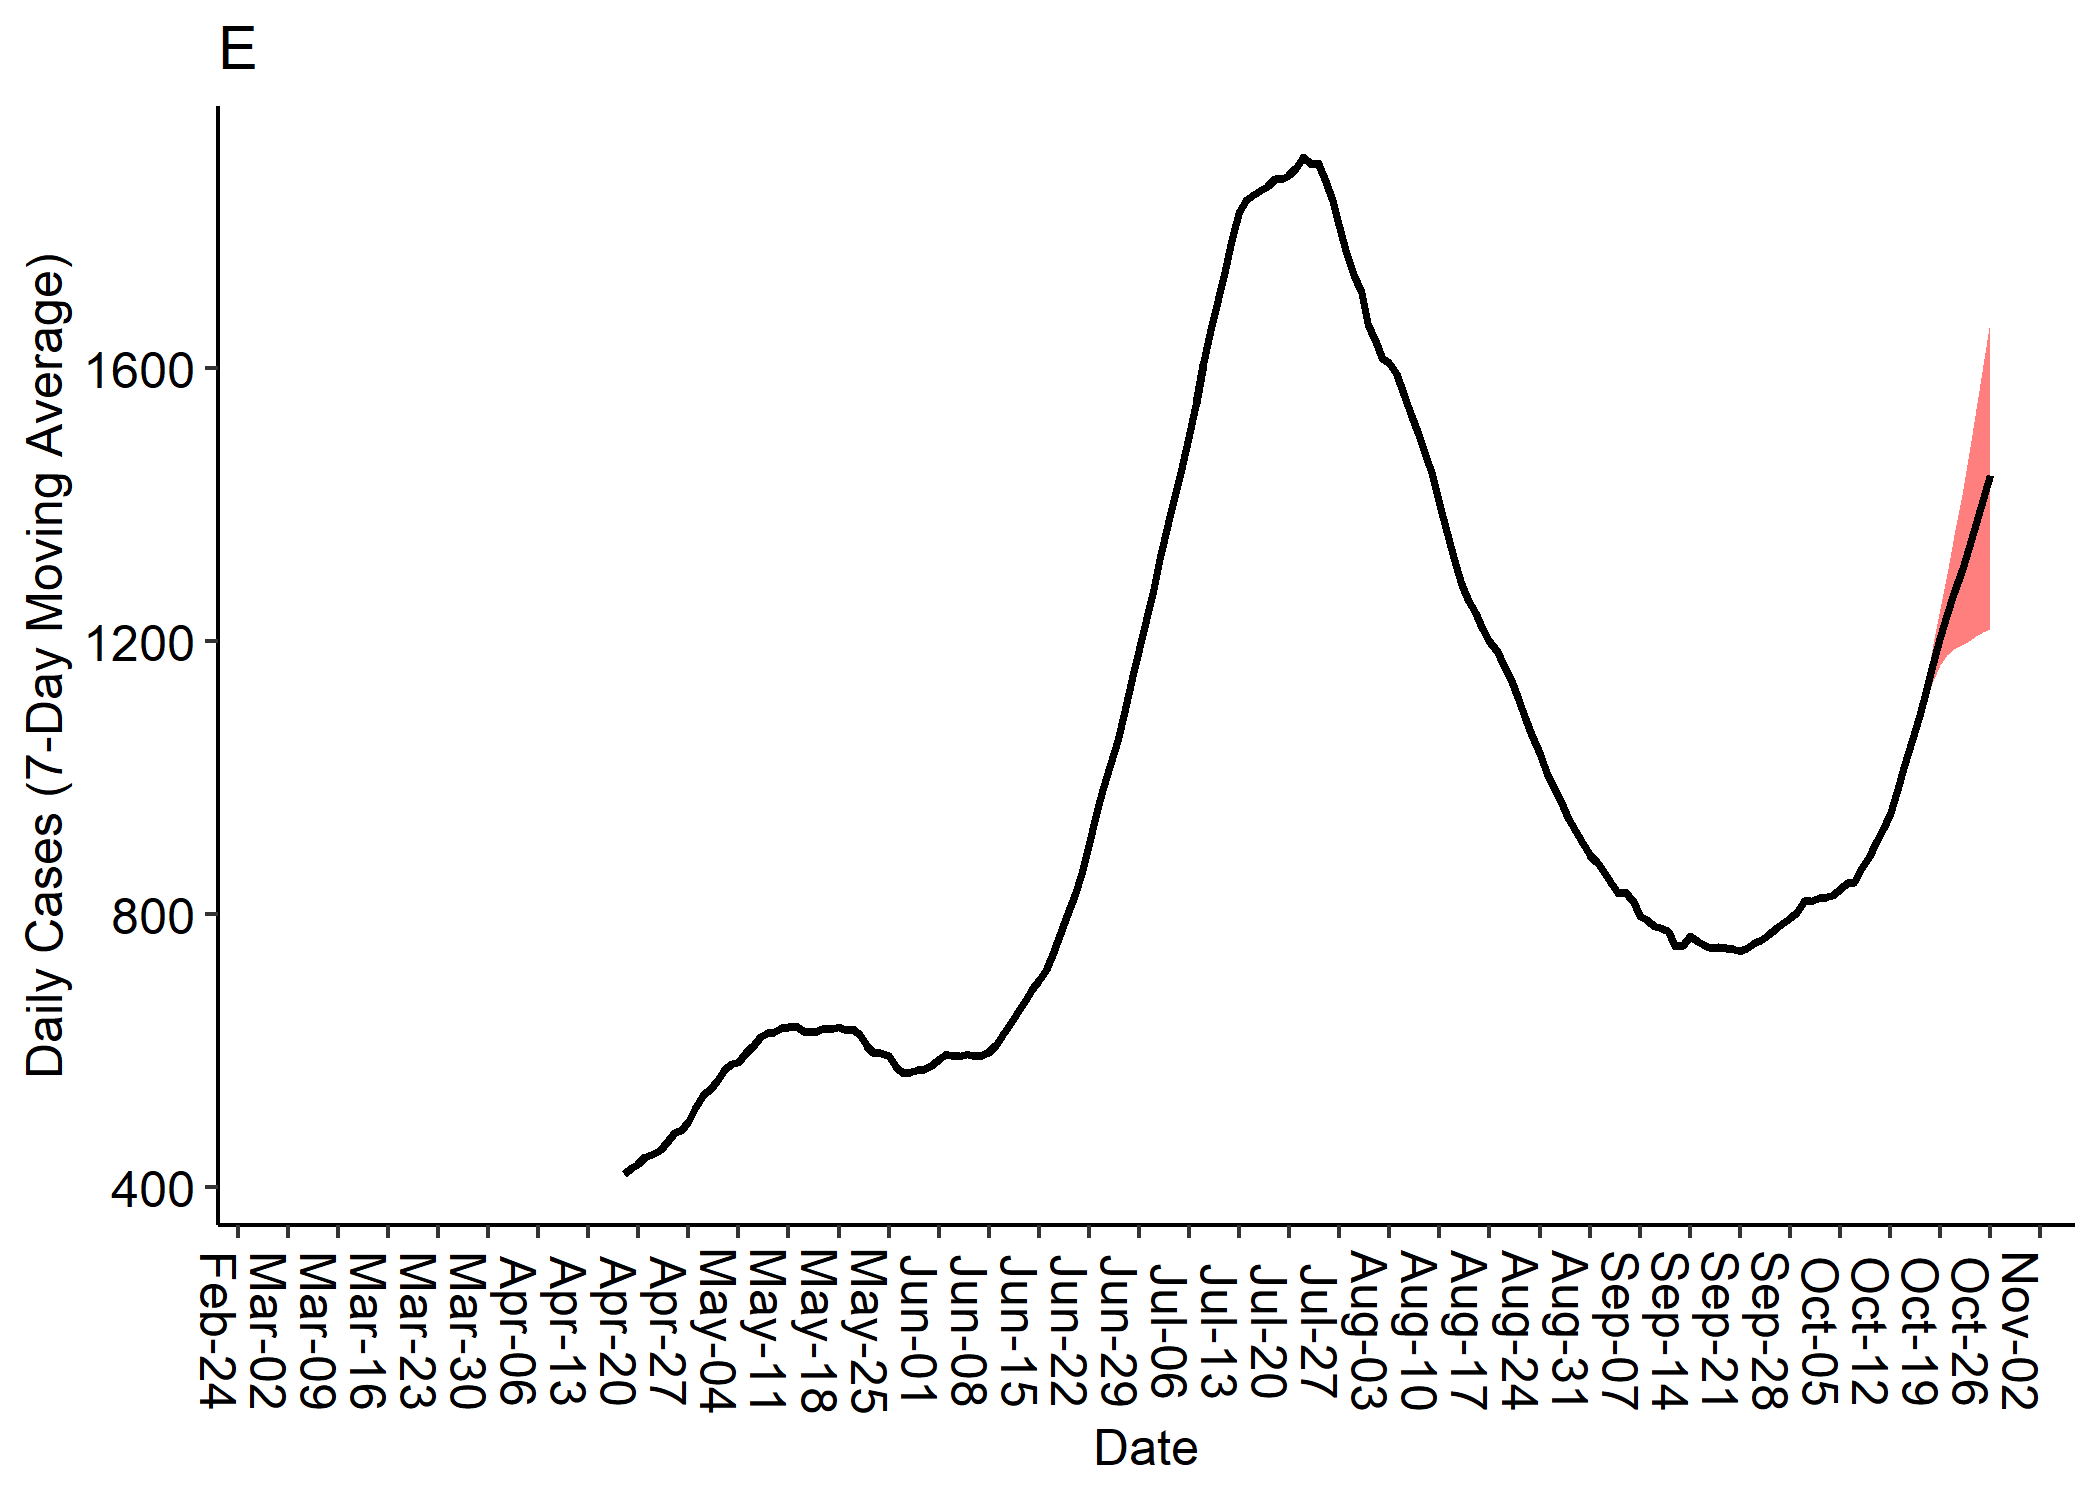 E
Daily Cases (7-Day Moving Average)
1600
1200
800
400
Feb-24
Mar-02
Mar-09
Mar-16
Mar-23
Mar-30
Apr-06
Apr-13
Apr-20
Apr-27
May-04
May-11
May-18
May-25
Jun-01
Jun-08
Jun-15
Jun-22
Jun-29
Jul-06
Jul-13
Jul-20
Jul-27
Aug-03
Aug-10
Aug-17
Aug-24
Aug-31
Sep-07
Sep-14
Sep-21
Sep-28
Oct-05
Oct-12
Oct-19
Oct-26
Nov-02
Date